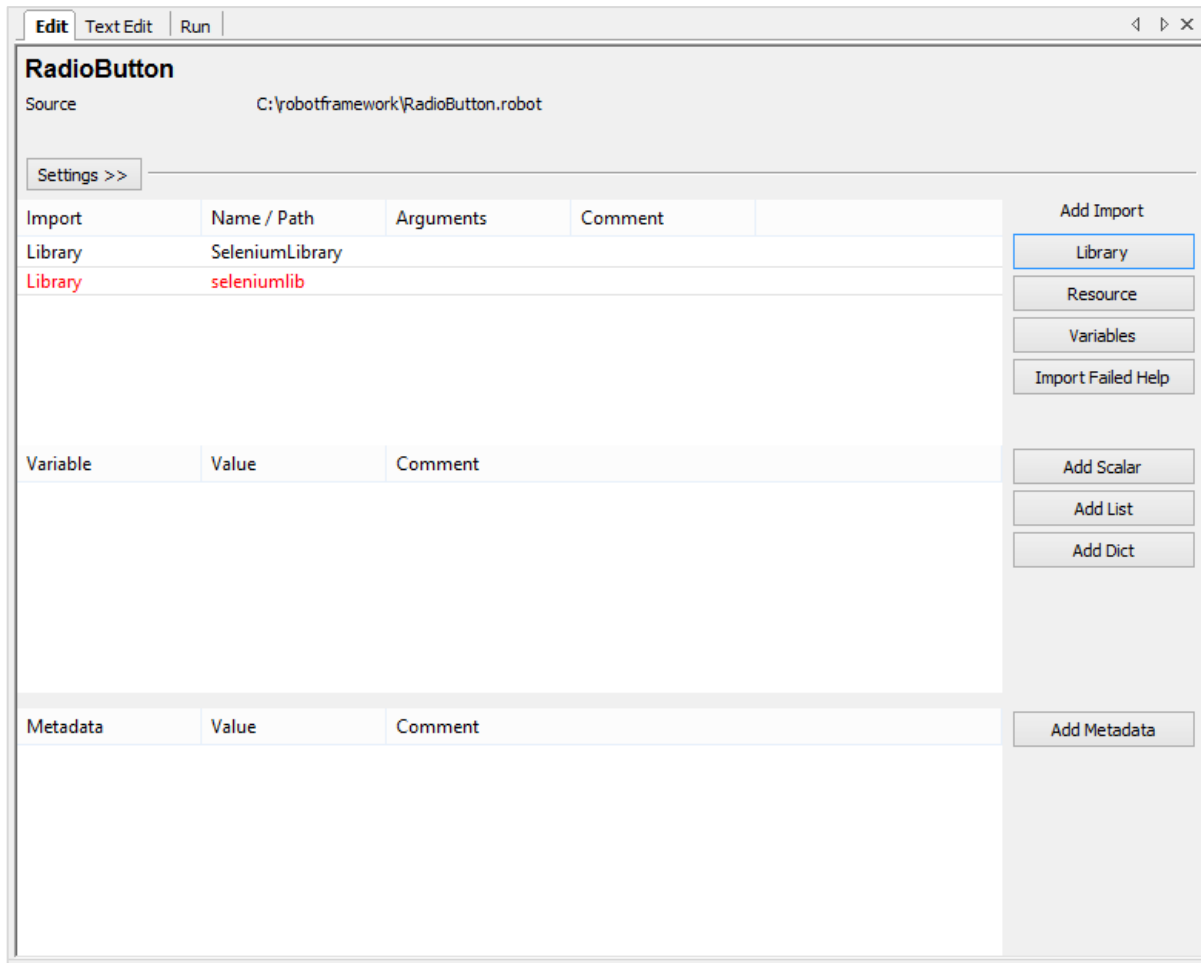 Edit Text Edit Run
RadioButton
Source C:\robotframework\RadioButton.robot
Settings >>
Import Name / Path Arguments Comment Add Import
Library SeleniumLibrary Library
Library seleniumlib
Resource
Variables
Import Failed Help
Variable Value Comment Add Scalar
Add List
Add Dict
Metadata Value Comment Add Metadata